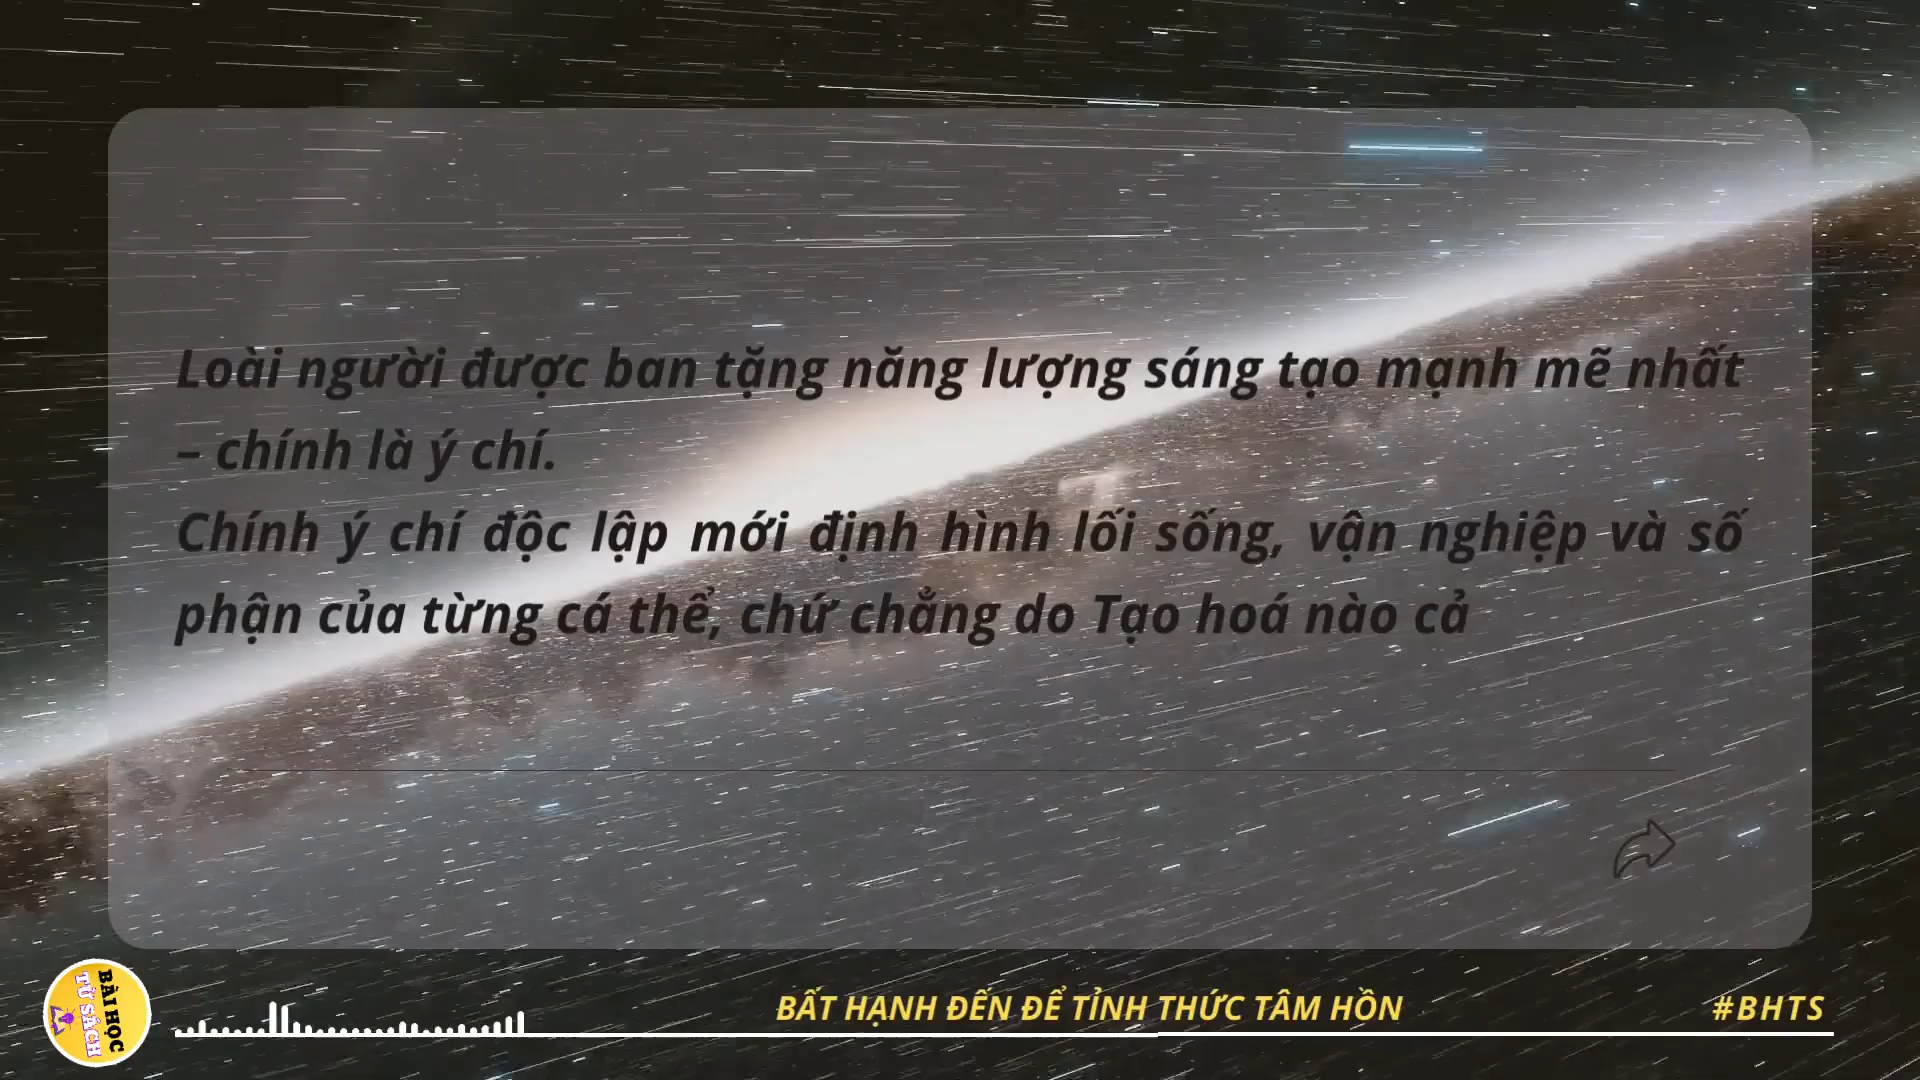 Loài người được ban tặng năng lượng sáng tạo mạnh mẽ nhất
– chính là ý chí.
Chính ý chí độc lập mới định hình lối sống, vận nghiệp và số
phận của từng cá thể, chứ chẳng do Tạo hoá nào cả
BÀI HỌC
TỪ SÁCH
BẤT HẠNH ĐẾN ĐỂ TỈNH THỨC TÂM HỒN
#BHTS